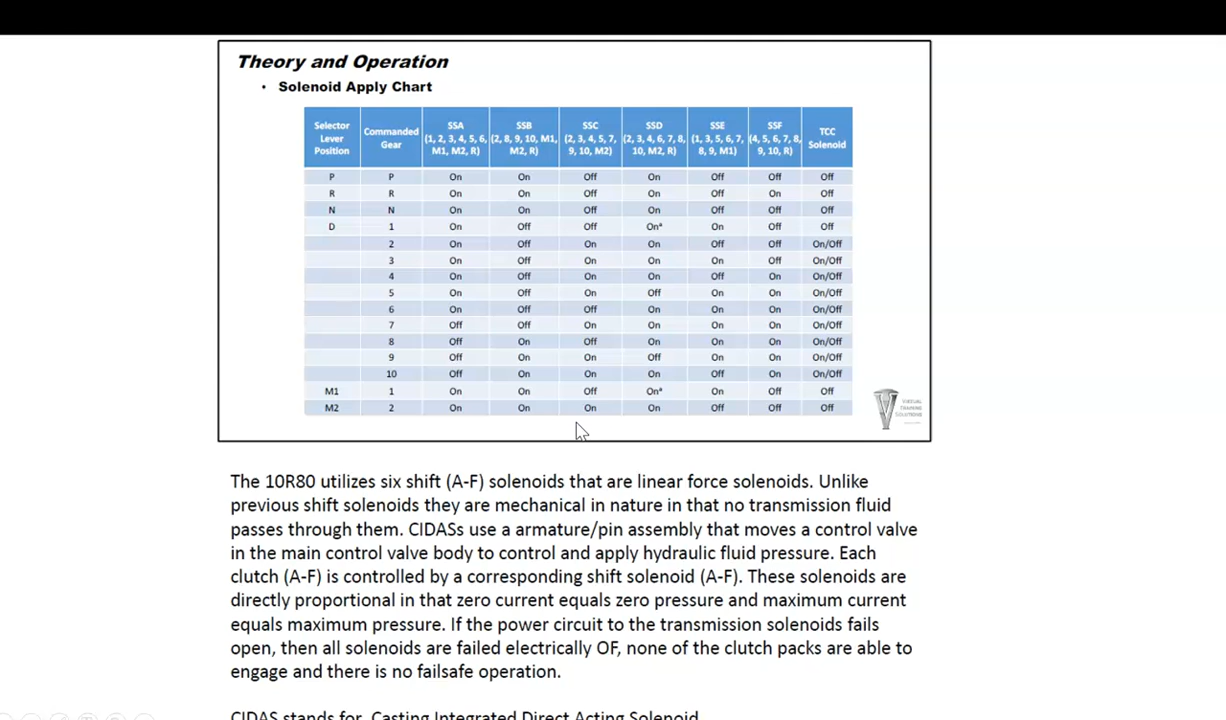 Theory and Operation
• Solenoid Apply Chart
Selector Lever Position | Commanded Gear | SSA (1, 2, 3, 4, 5, 6, M1, M2, R) | SSB (2, 8, 9, 10, M1, M2, R) | SSC (2, 3, 4, 5, 7, 9, 10, M2) | SSD (2, 3, 4, 6, 7, 8, 10, M2, R) | SSE (1, 3, 5, 6, 7, 8, 9, M1) | SSF (4, 5, 6, 7, 8, 9, 10, R) | TCC Solenoid
P P On On Off On Off Off Off
R R On On Off On Off On Off
N N On On Off On Off Off Off
D 1 On Off Off Onᵃ On Off Off
2 On Off On On Off Off On/Off
3 On Off On On On Off On/Off
4 On Off On On Off On On/Off
5 On Off On Off On On On/Off
6 On Off Off On On On On/Off
7 Off Off On On On On On/Off
8 Off On Off On On On On/Off
9 Off On On Off On On On/Off
10 Off On On On Off On On/Off
M1 1 On On Off Onᵃ On Off Off
M2 2 On On On On Off Off Off
VIRTUAL
TRAINING
SOLUTIONS
The 10R80 utilizes six shift (A-F) solenoids that are linear force solenoids. Unlike
previous shift solenoids they are mechanical in nature in that no transmission fluid
passes through them. CIDASs use a armature/pin assembly that moves a control valve
in the main control valve body to control and apply hydraulic fluid pressure. Each
clutch (A-F) is controlled by a corresponding shift solenoid (A-F). These solenoids are
directly proportional in that zero current equals zero pressure and maximum current
equals maximum pressure. If the power circuit to the transmission solenoids fails
open, then all solenoids are failed electrically OF, none of the clutch packs are able to
engage and there is no failsafe operation.
CIDAS stands for Casting Integrated Direct Acting Solenoid